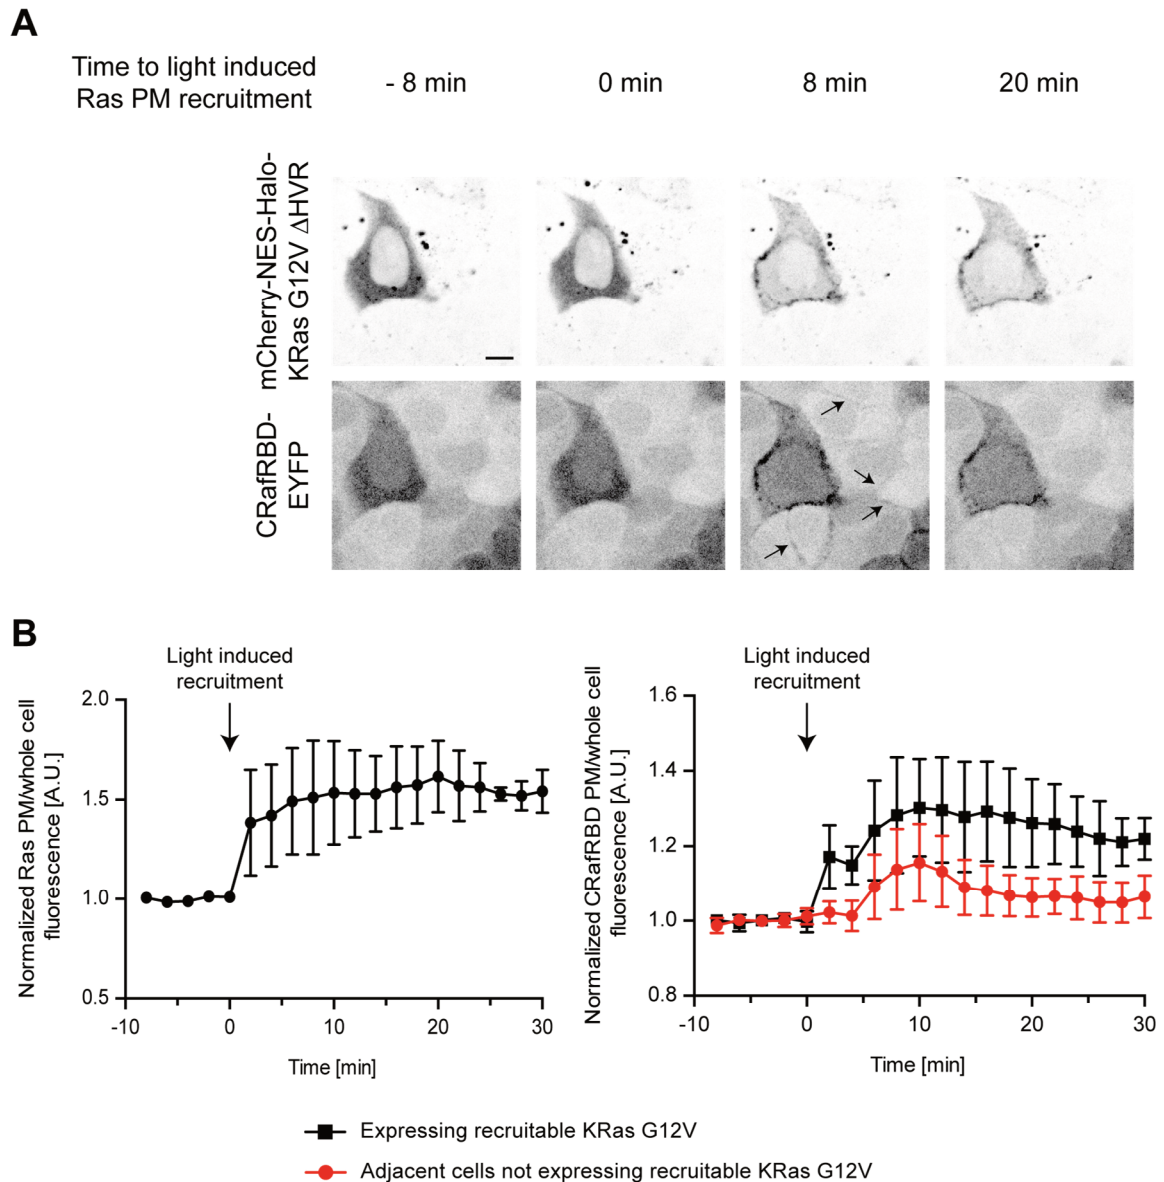 A
Time to light induced
Ras PM recruitment
- 8 min
0 min
8 min
20 min
mCherry-NES-Halo-
KRas G12V ΔHVR
CRafRBD-
EYFP
B
Light induced
recruitment
Normalized Ras PM/whole cell
fluorescence [A.U.]
2.0
1.5
1.0
0.5
-10
0
10
20
30
Time [min]
Light induced
recruitment
Normalized CRafRBD PM/whole cell
fluorescence [A.U.]
1.6
1.4
1.2
1.0
0.8
-10
0
10
20
30
Time [min]
Expressing recruitable KRas G12V
Adjacent cells not expressing recruitable KRas G12V